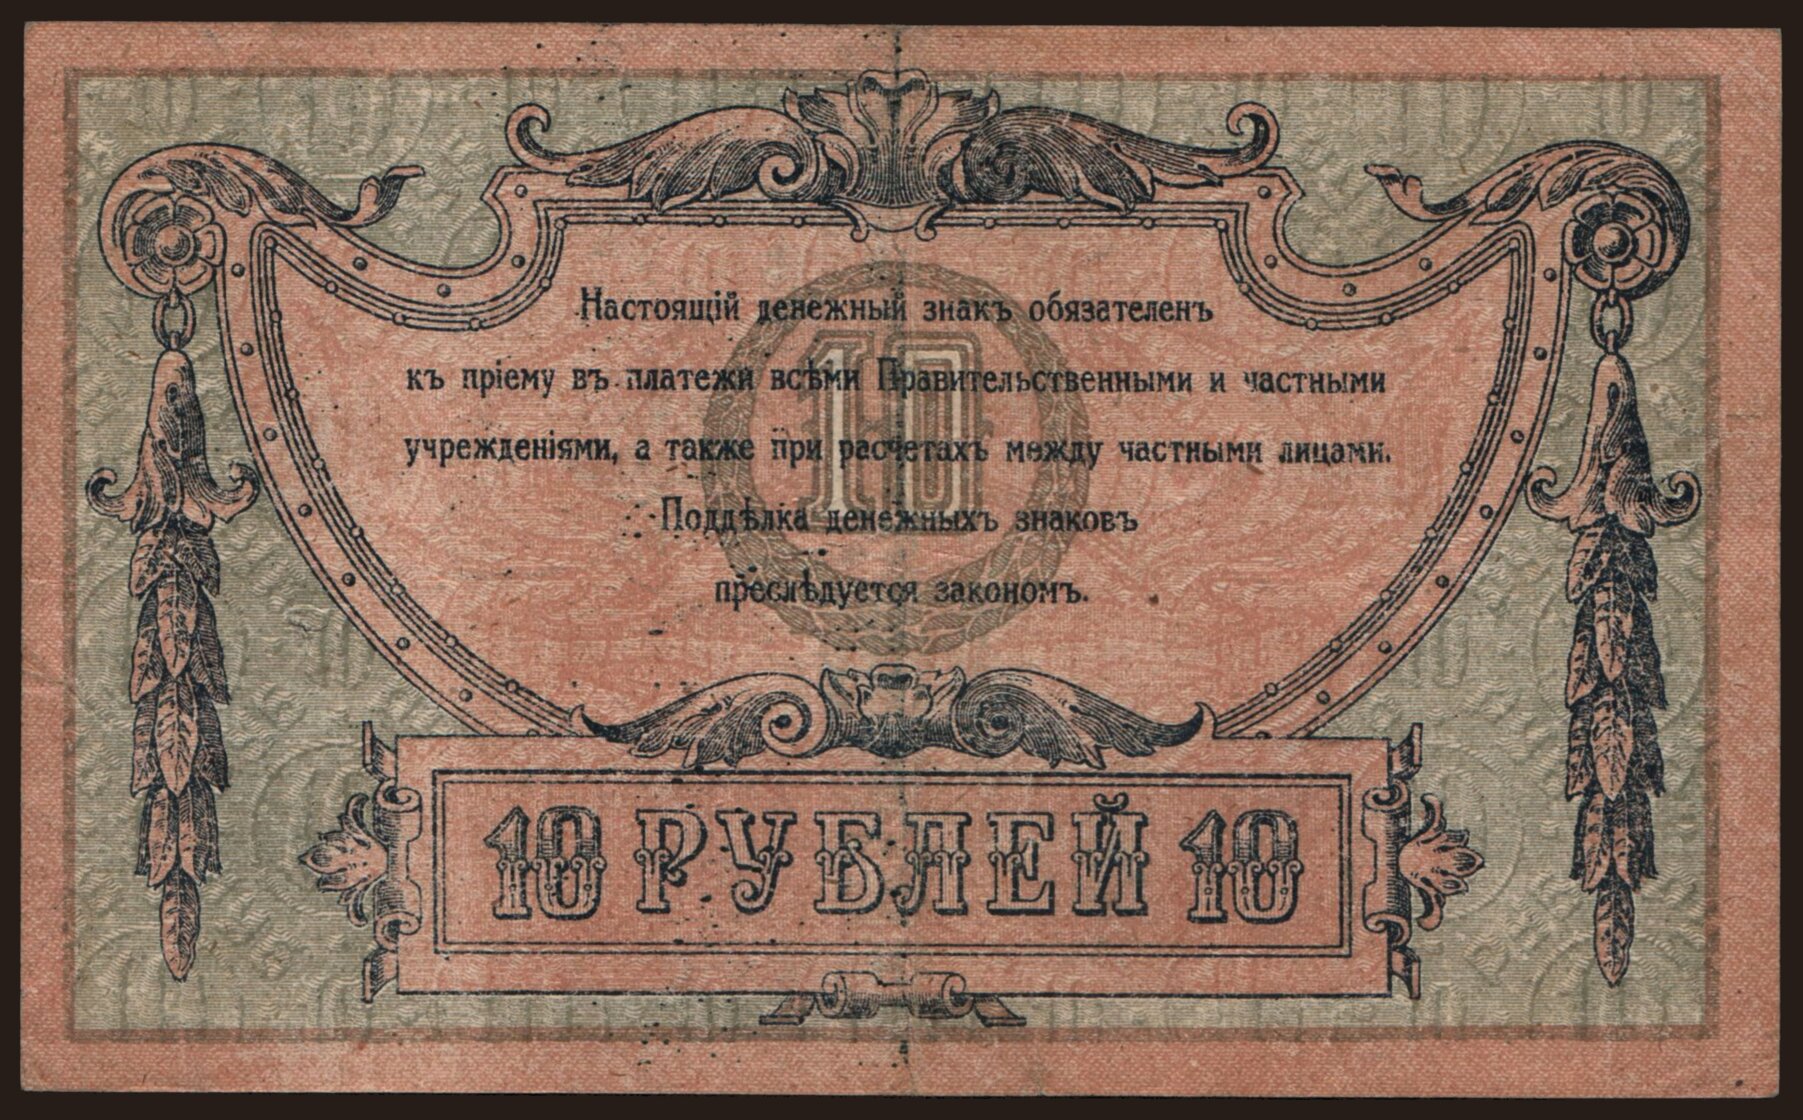 Настоящій денежный знакъ обязателенъ
къ пріему въ платежи всѣми Правительственными и частными
учрежденіями, а также при расчетахъ между частными лицами.
Поддѣлка денежныхъ знаковъ
преслѣдуется закономъ.
10
10 РУБЛЕЙ 10